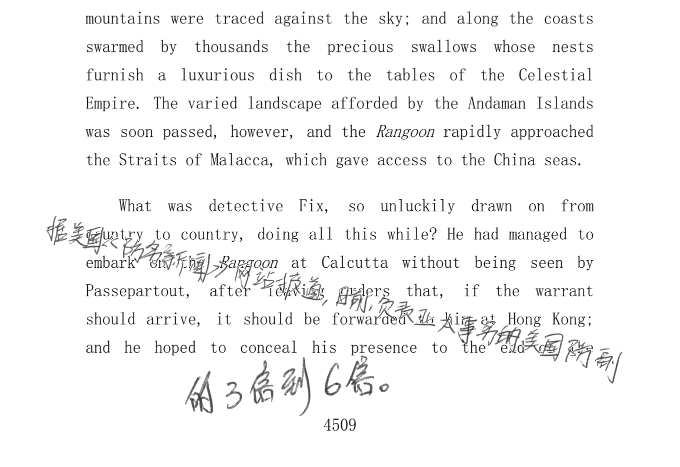 mountains were traced against the sky; and along the coasts
swarmed by thousands the precious swallows whose nests
furnish a luxurious dish to the tables of the Celestial
Empire. The varied landscape afforded by the Andaman Islands
was soon passed, however, and the Rangoon rapidly approached
the Straits of Malacca, which gave access to the China seas.
What was detective Fix, so unluckily drawn on from
country to country, doing all this while? He had managed to
embark on the Rangoon at Calcutta without being seen by
Passepartout, after leaving orders that, if the warrant
should arrive, it should be forwarded to him at Hong Kong;
and he hoped to conceal his presence to the end of the
据美国《防务新闻》网站报道,日前,负责亚太事务的美国防副
的3倍到6倍。
4509